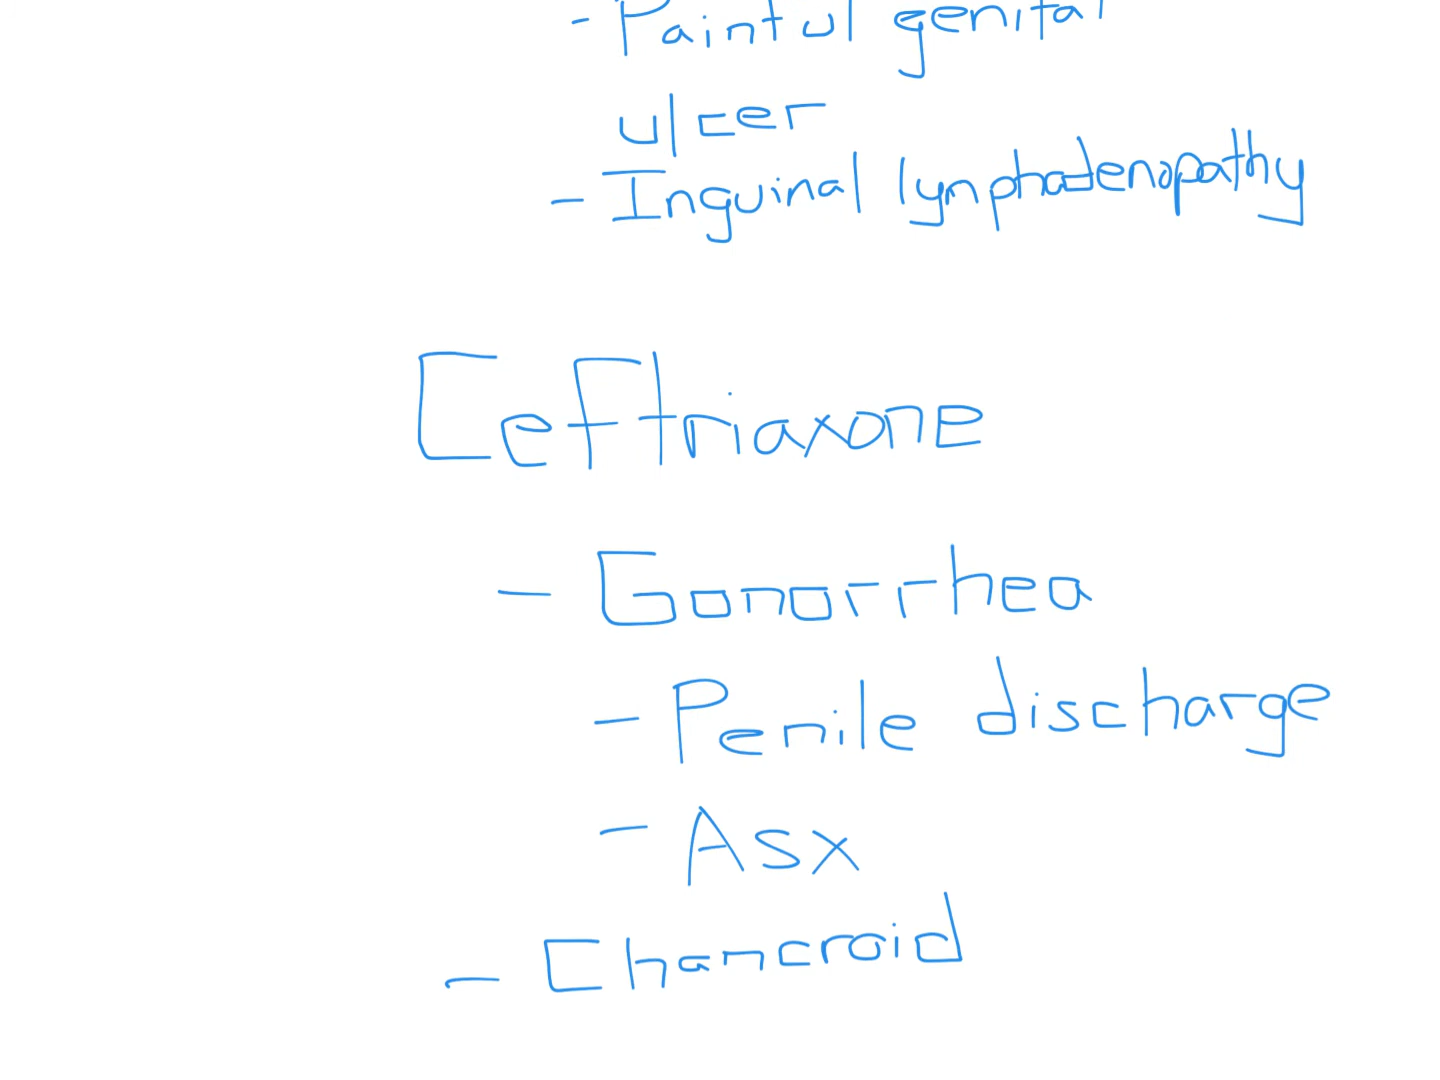 - Painful genital
ulcer
- Inguinal lymphadenopathy
Ceftriaxone
- Gonorrhea
- Penile discharge
- Asx
- Chancroid